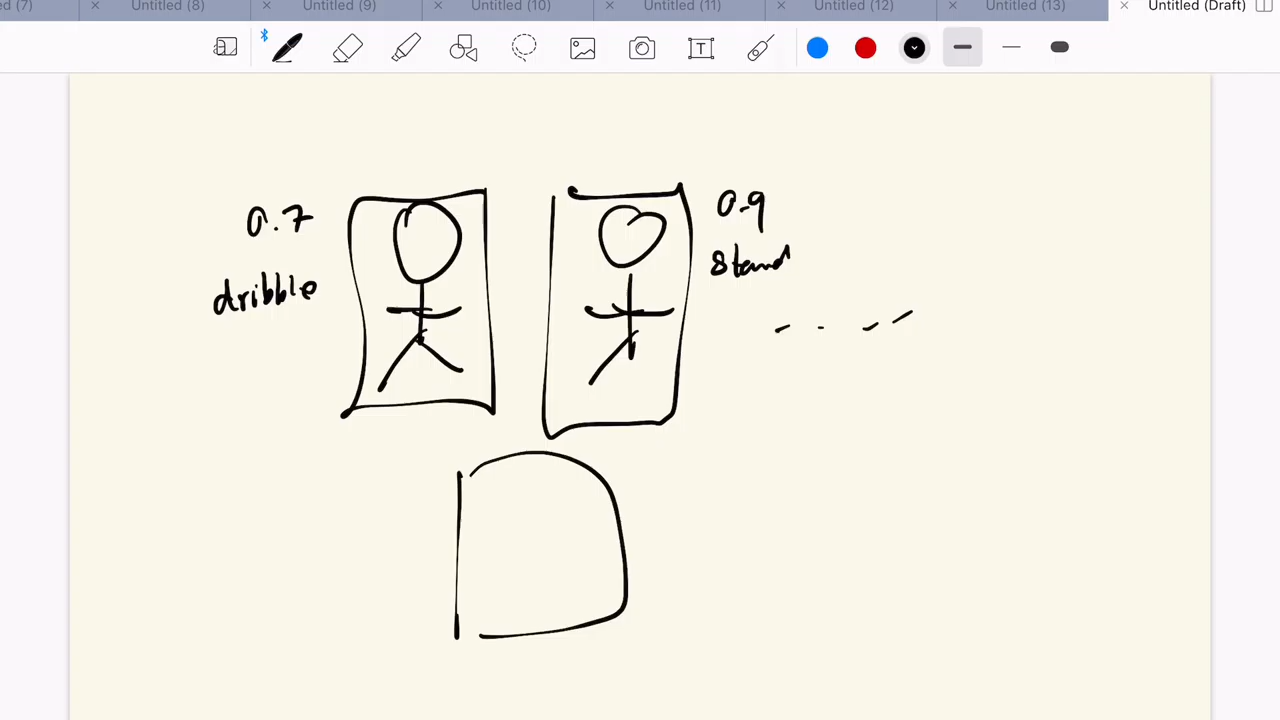 (7)
Untitled (8)
Untitled (9)
Untitled (10)
Untitled (11)
Untitled (12)
Untitled (13)
Untitled (Draft)
T
0.7
dribble
0.9
stand